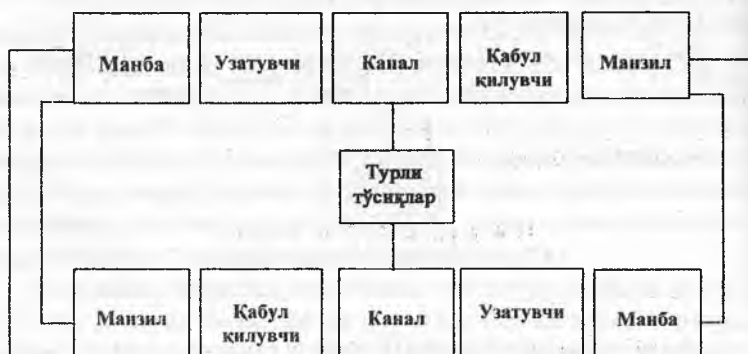 Манба
Узатувчи
Канал
Қабул
қилувчи
Манзил
Турли
тўсиқлар
Манзил
Қабул
қилувчи
Канал
Узатувчи
Манба